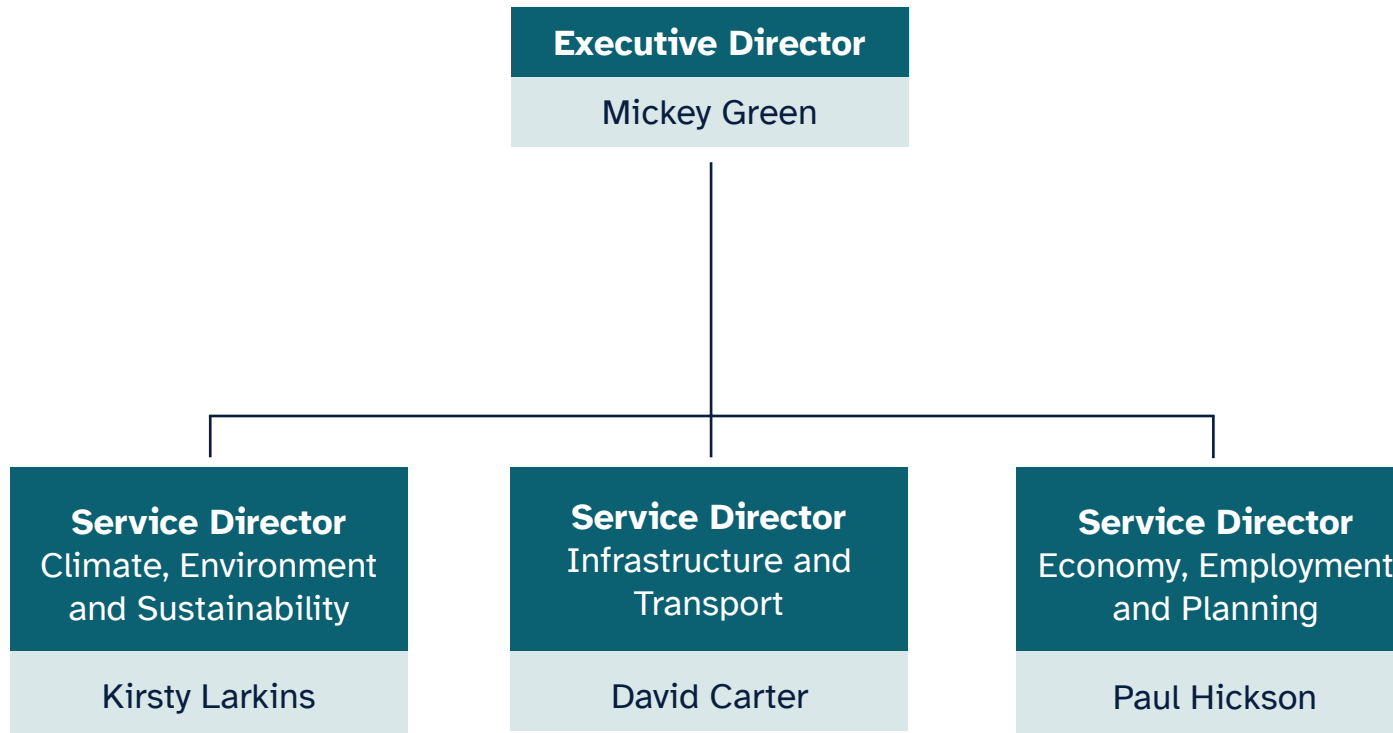 Executive Director
Mickey Green
Service Director
Climate, Environment
and Sustainability
Kirsty Larkins
Service Director
Infrastructure and
Transport
David Carter
Service Director
Economy, Employment
and Planning
Paul Hickson